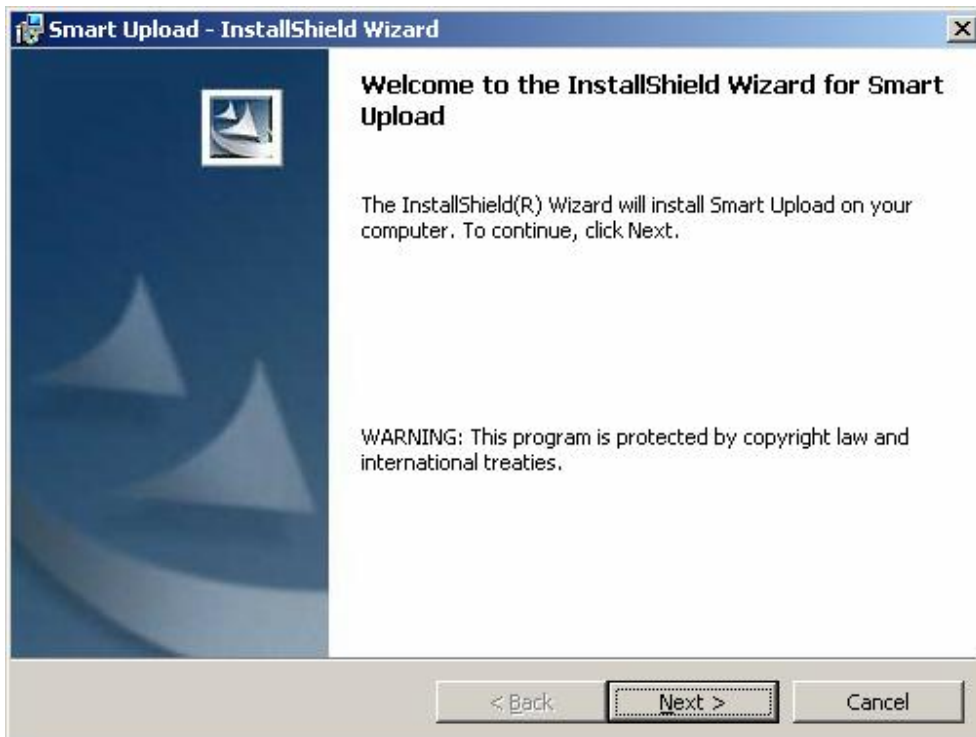 Smart Upload - InstallShield Wizard
Welcome to the InstallShield Wizard for Smart
Upload
The InstallShield(R) Wizard will install Smart Upload on your
computer. To continue, click Next.
WARNING: This program is protected by copyright law and
international treaties.
< Back Next > Cancel